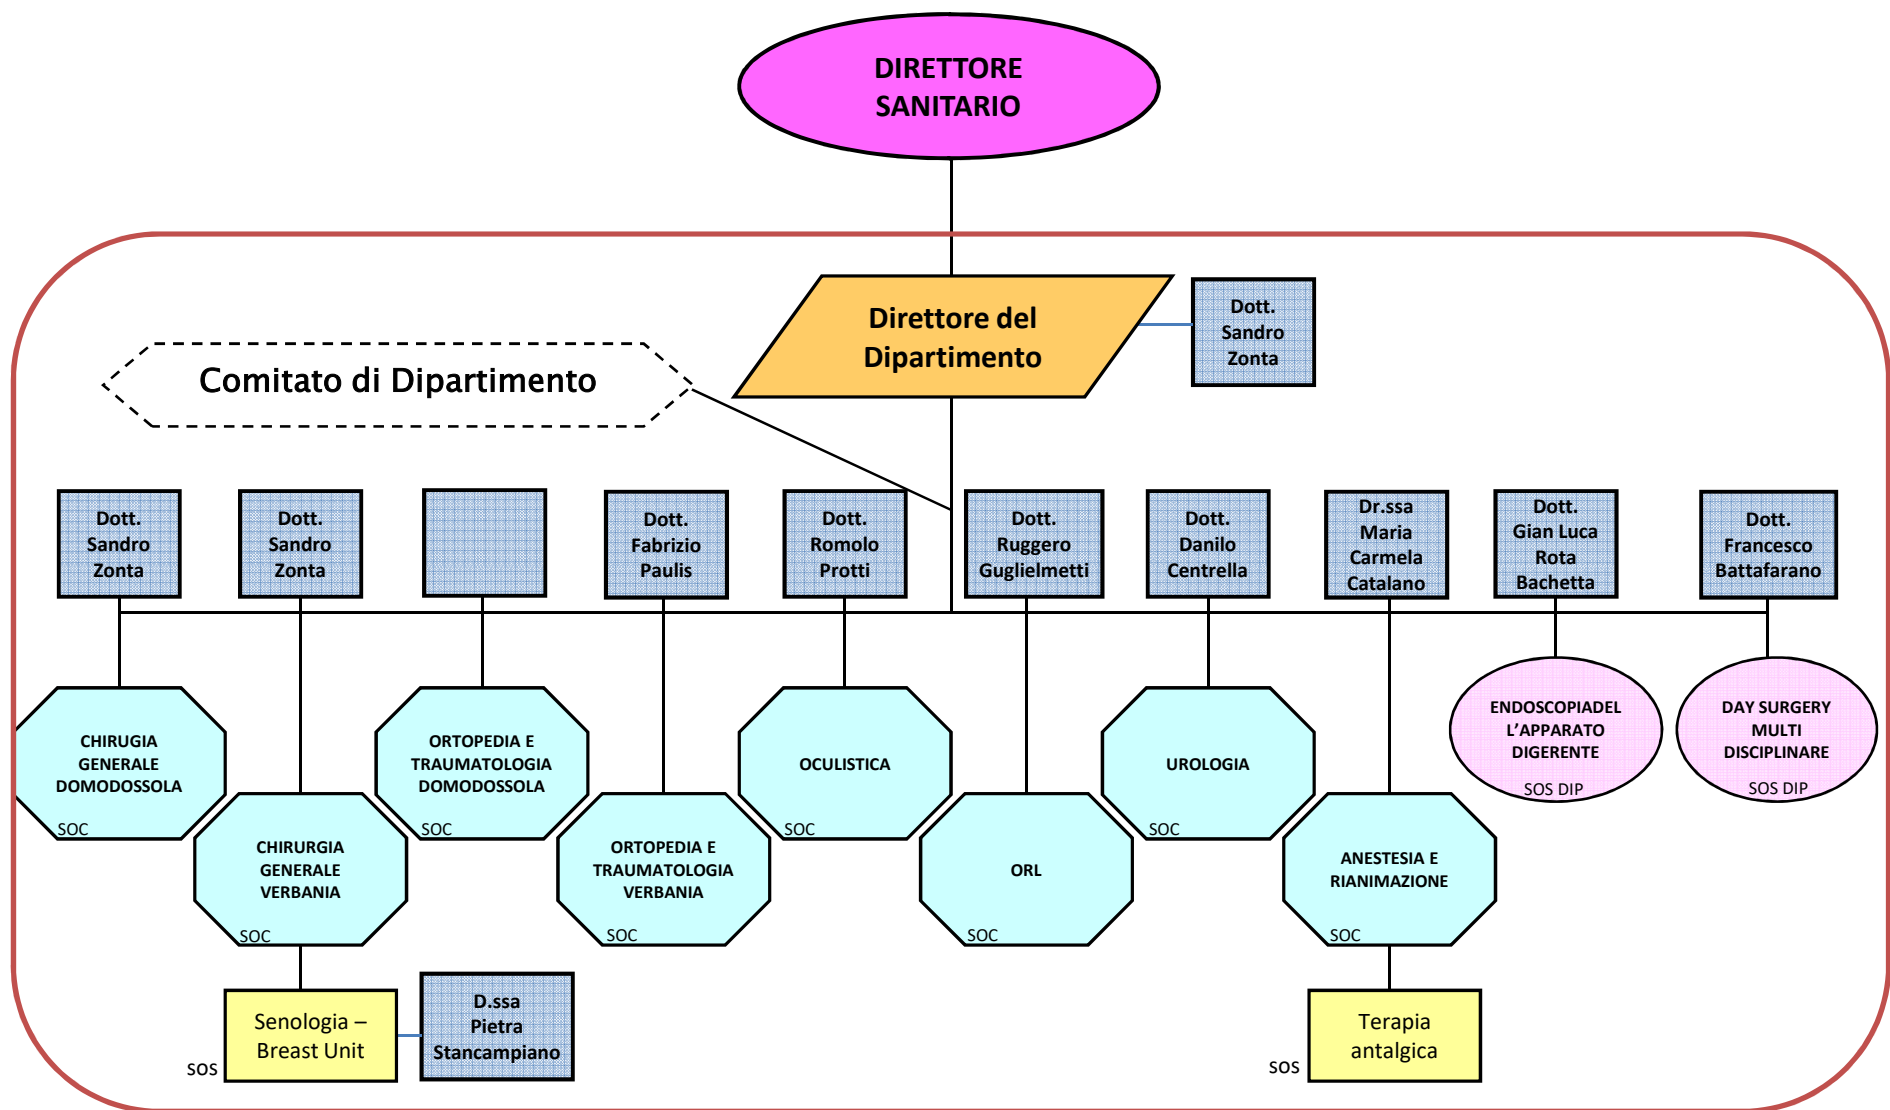 DIRETTORE
SANITARIO
Direttore del
Dipartimento
Dott.
Sandro
Zonta
Comitato di Dipartimento
Dott.
Sandro
Zonta
Dott.
Sandro
Zonta
Dott.
Fabrizio
Paulis
Dott.
Romolo
Protti
Dott.
Ruggero
Guglielmetti
Dott.
Danilo
Centrella
Dr.ssa
Maria
Carmela
Catalano
Dott.
Gian Luca
Rota
Bachetta
Dott.
Francesco
Battafarano
CHIRUGIA
GENERALE
DOMODOSSOLA
SOC
CHIRURGIA
GENERALE
VERBANIA
SOC
ORTOPEDIA E
TRAUMATOLOGIA
DOMODOSSOLA
SOC
ORTOPEDIA E
TRAUMATOLOGIA
VERBANIA
SOC
OCULISTICA
SOC
ORL
SOC
UROLOGIA
SOC
ANESTESIA E
RIANIMAZIONE
SOC
ENDOSCOPIADEL
L’APPARATO
DIGERENTE
SOS DIP
DAY SURGERY
MULTI
DISCIPLINARE
SOS DIP
Senologia –
Breast Unit
SOS
D.ssa
Pietra
Stancampiano
Terapia
antalgica
SOS